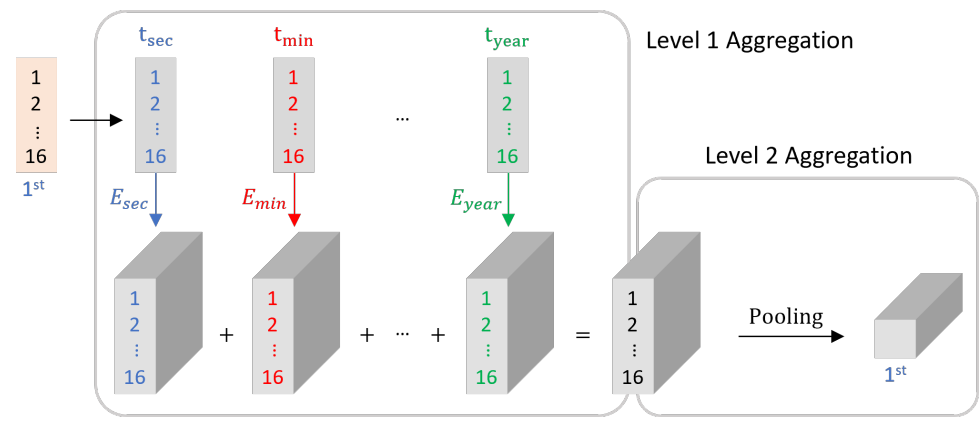 t_sec t_min t_year Level 1 Aggregation
1 1 1 1
2 2 2 2
⋮ ⋮ ⋮ ... ⋮
16 16 16 16
1st
Level 2 Aggregation
E_sec E_min E_year
1 1 1 1
2 2 2 2
+ + ... + = Pooling
⋮ ⋮ ⋮ ⋮
16 16 16 16
1st